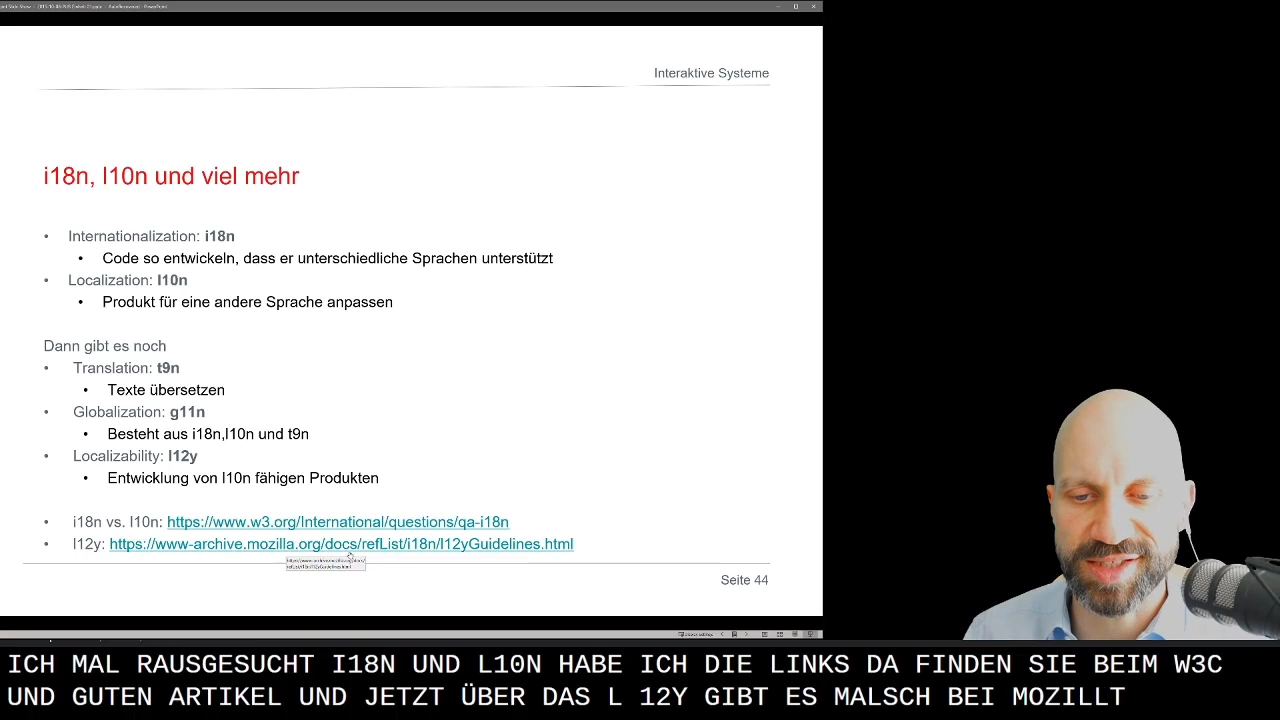 Interaktive Systeme
i18n, l10n und viel mehr
• Internationalization: i18n
• Code so entwickeln, dass er unterschiedliche Sprachen unterstützt
• Localization: l10n
• Produkt für eine andere Sprache anpassen
Dann gibt es noch
• Translation: t9n
• Texte übersetzen
• Globalization: g11n
• Besteht aus i18n,l10n und t9n
• Localizability: l12y
• Entwicklung von l10n fähigen Produkten
• i18n vs. l10n: https://www.w3.org/International/questions/qa-i18n
• l12y: https://www-archive.mozilla.org/docs/refList/i18n/l12yGuidelines.html
Seite 44
ICH MAL RAUSGESUCHT I18N UND L10N HABE ICH DIE LINKS DA FINDEN SIE BEIM W3C
UND GUTEN ARTIKEL UND JETZT ÜBER DAS L 12Y GIBT ES MALSCH BEI MOZILLT